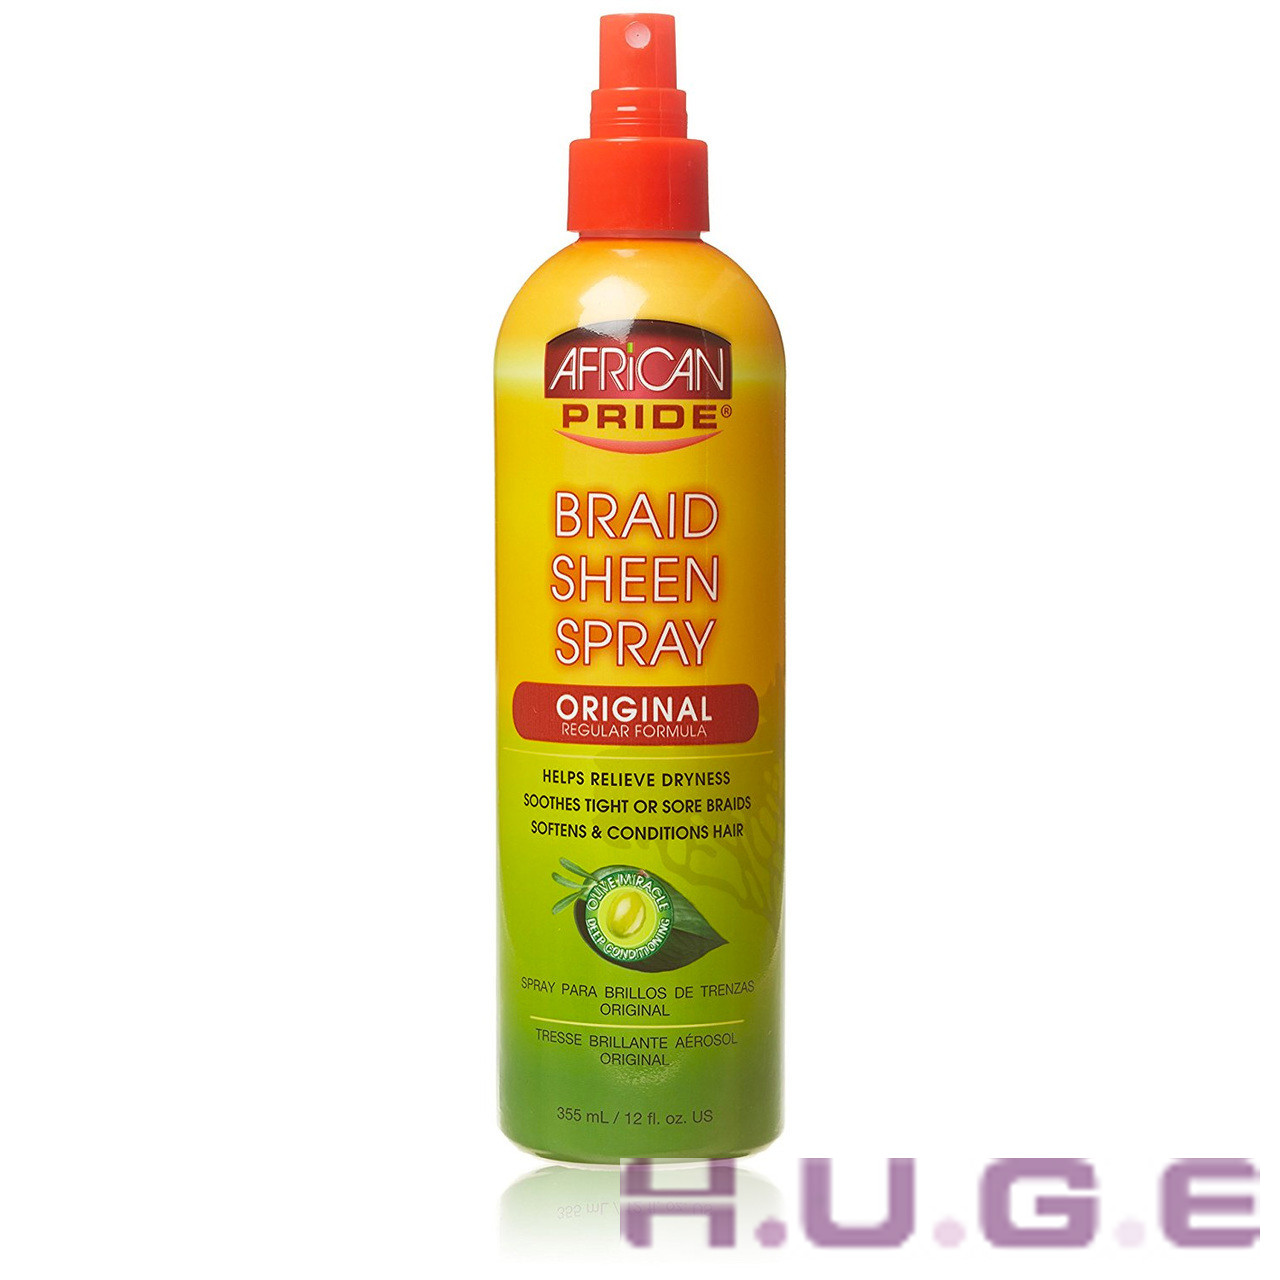 AFRiCAN
PRIDE®
BRAID
SHEEN
SPRAY
ORIGINAL
REGULAR FORMULA
HELPS RELIEVE DRYNESS
SOOTHES TIGHT OR SORE BRAIDS
SOFTENS & CONDITIONS HAIR
OLIVE MIRACLE
DEEP CONDITIONING
SPRAY PARA BRILLOS DE TRENZAS
ORIGINAL
TRESSE BRILLANTE AÉROSOL
ORIGINAL
355 mL / 12 fl. oz. US
H.U.G.E